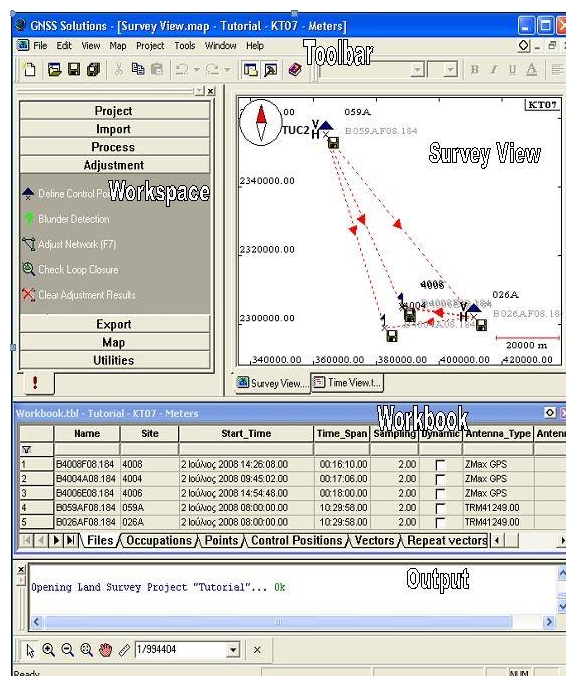 GNSS Solutions - [Survey View.map - Tutorial - KT07 - Meters]
File Edit View Map Project Tools Window Help
Toolbar
B I U A
Project
Import
Process
Adjustment
Define Control Po
Workspace
Blunder Detection
Adjust Network (F7)
Check Loop Closure
Clear Adjustment Results
Export
Map
Utilities
!
KT07
059A
TUC2
V
H
B059AF08.184
Survey View
2340000.00
2320000.00
2300000.00
4008
4004
026A
V
H
B026AF08.184
20000 m
340000.00 360000.00 380000.00 400000.00 420000.00
Survey View.... Time View.t...
Workbook.tbl - Tutorial - KT07 - Meters
Workbook
Name Site Start_Time Time_Span Sampling Dynamic Antenna_Type Anten
1 B4008F08.184 4008 2 Ιούλιος 2008 14:26:08.00 00:16:10.00 2.00 ZMax GPS
2 B4004A08.184 4004 2 Ιούλιος 2008 09:45:02.00 00:17:06.00 2.00 ZMax GPS
3 B4006E08.184 4006 2 Ιούλιος 2008 14:54:48.00 00:18:00.00 2.00 ZMax GPS
4 B059AF08.184 059A 2 Ιούλιος 2008 08:00:00.00 10:29:58.00 2.00 TRM41249.00
5 B026AF08.184 026A 2 Ιούλιος 2008 08:00:00.00 10:29:58.00 2.00 TRM41249.00
Files Occupations Points Control Positions Vectors Repeat vectors
Output
Opening Land Survey Project "Tutorial"... Ok
1/994404
Ready NUM